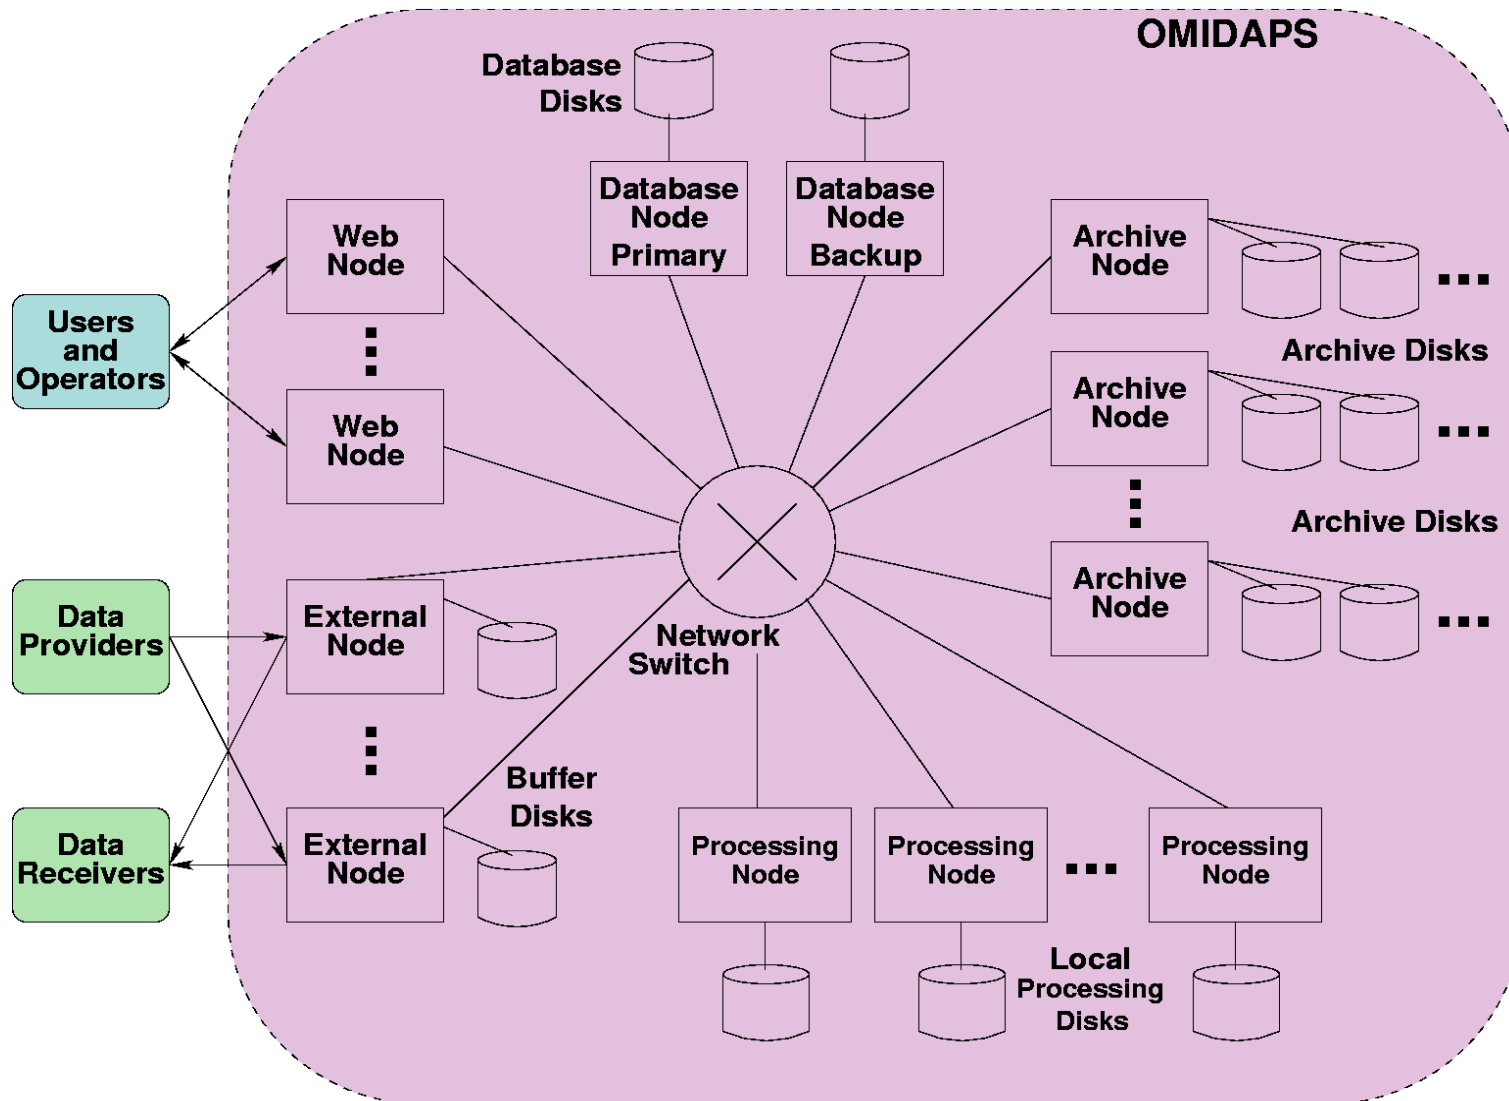 OMIDAPS
Database
Disks
Database
Node
Primary
Database
Node
Backup
Web
Node
Archive
Node
Users
and
Operators
Archive Disks
Archive
Node
Web
Node
Archive Disks
Archive
Node
Data
Providers
External
Node
Network
Switch
Buffer
Disks
Data
Receivers
External
Node
Processing
Node
Processing
Node
Processing
Node
Local
Processing
Disks